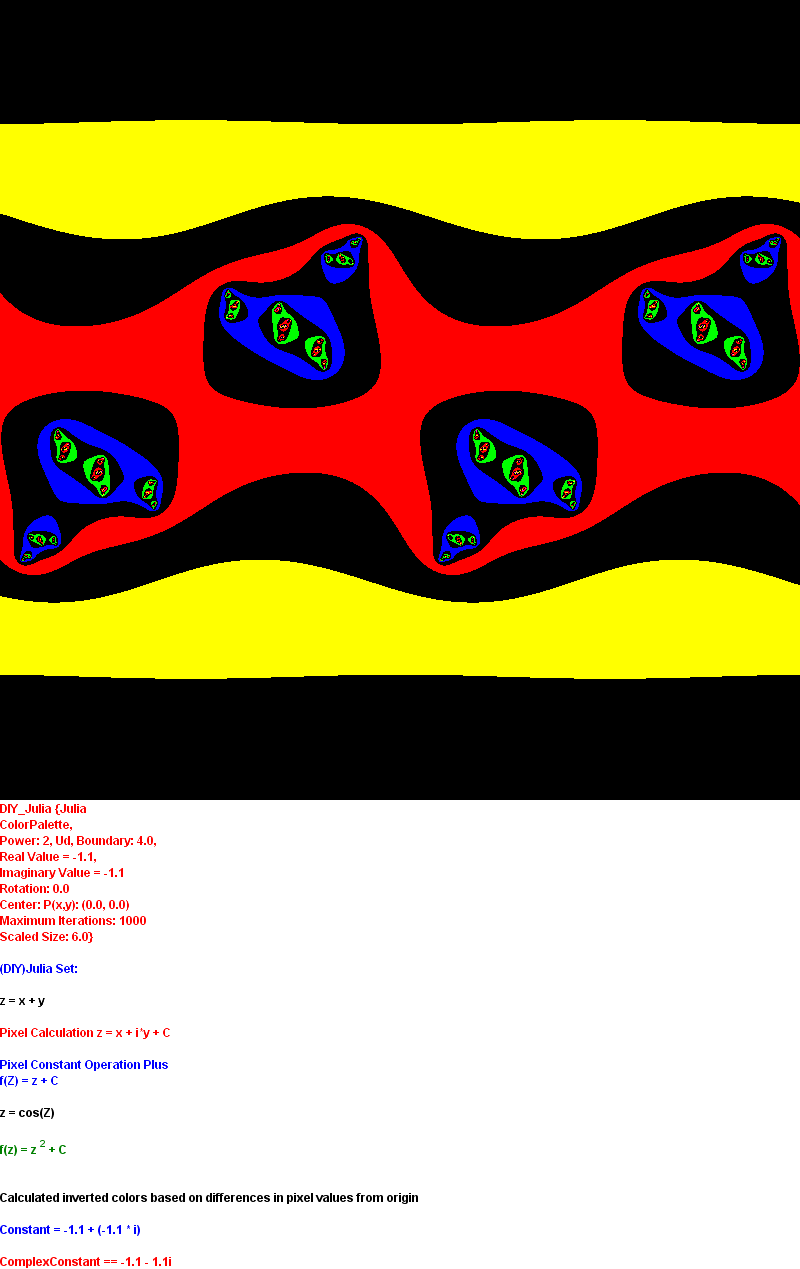 DIY_Julia {Julia
ColorPalette,
Power: 2, Ud, Boundary: 4.0,
Real Value = -1.1,
Imaginary Value = -1.1
Rotation: 0.0
Center: P(x,y): (0.0, 0.0)
Maximum Iterations: 1000
Scaled Size: 6.0}
(DIY)Julia Set:
z = x + y
Pixel Calculation z = x + i*y + C
Pixel Constant Operation Plus
f(Z) = z + C
z = cos(Z)
f(z) = z ² + C
Calculated inverted colors based on differences in pixel values from origin
Constant = -1.1 + (-1.1 * i)
ComplexConstant == -1.1 - 1.1i